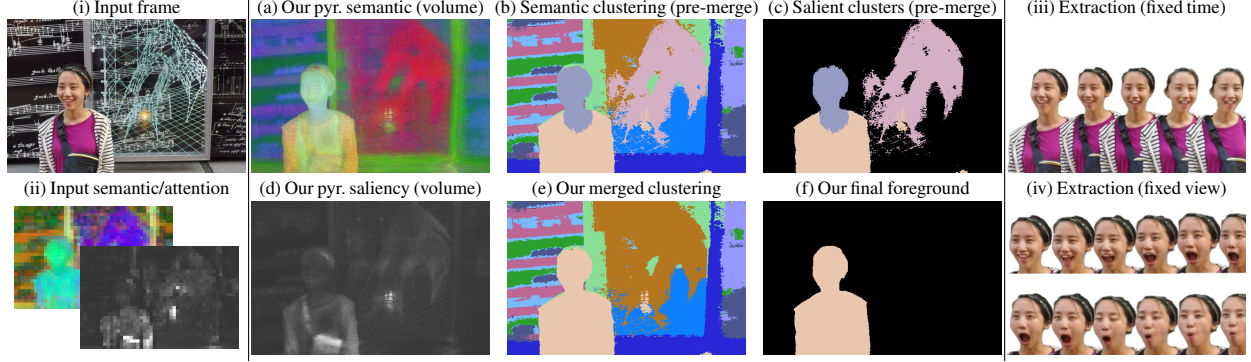 (i) Input frame
(a) Our pyr. semantic (volume)
(b) Semantic clustering (pre-merge)
(c) Salient clusters (pre-merge)
(iii) Extraction (fixed time)
(ii) Input semantic/attention
(d) Our pyr. saliency (volume)
(e) Our merged clustering
(f) Our final foreground
(iv) Extraction (fixed view)